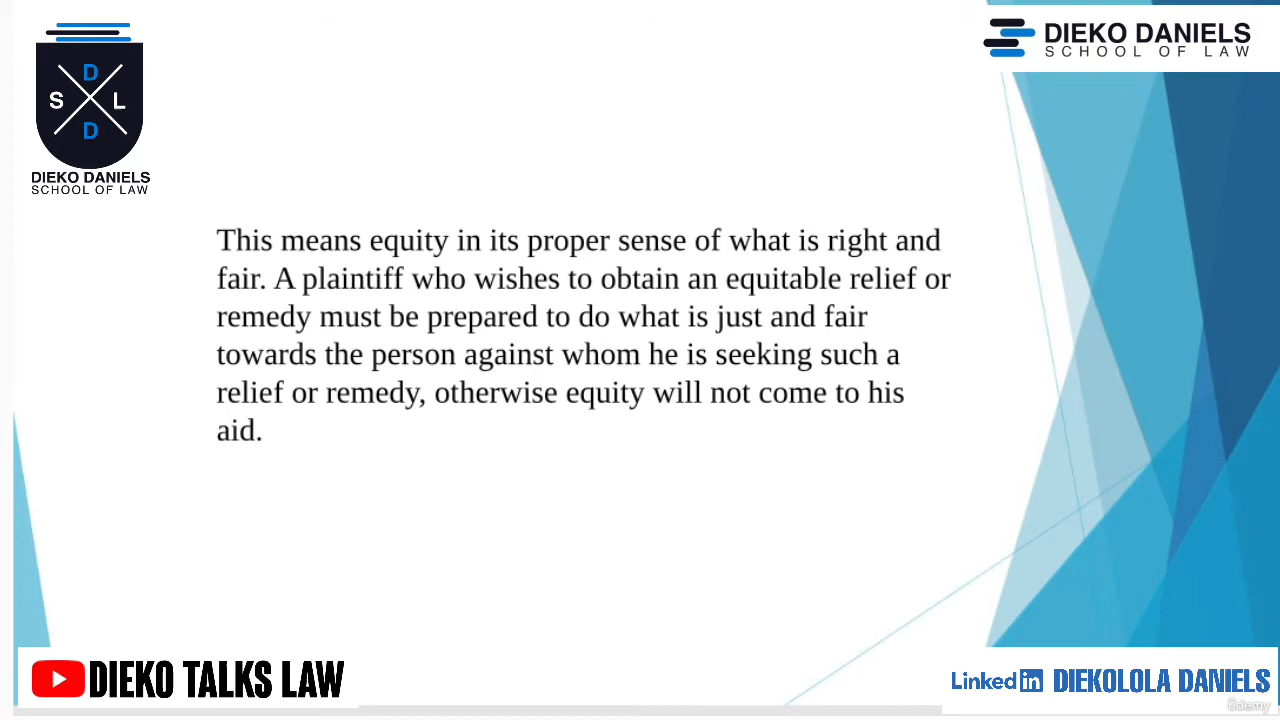 D
S L
D
DIEKO DANIELS
SCHOOL OF LAW
DIEKO DANIELS
SCHOOL OF LAW
This means equity in its proper sense of what is right and
fair. A plaintiff who wishes to obtain an equitable relief or
remedy must be prepared to do what is just and fair
towards the person against whom he is seeking such a
relief or remedy, otherwise equity will not come to his
aid.
DIEKO TALKS LAW
Linked in DIEKOLOLA DANIELS
ûdemy